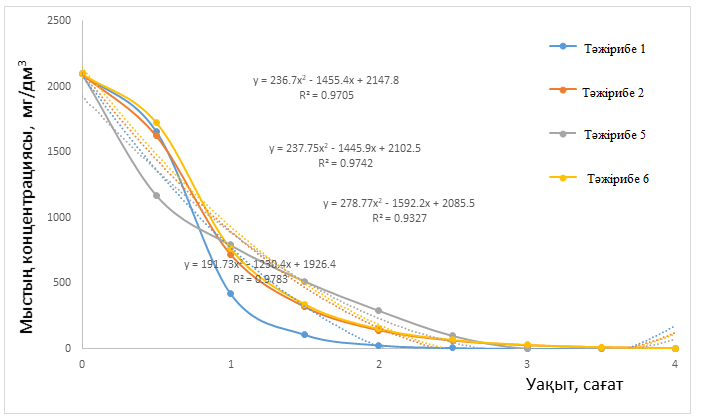 2500
2000
1500
1000
500
0
Мыстың концентрациясы, мг/дм³
y = 236.7x² - 1455.4x + 2147.8
R² = 0.9705
y = 237.75x² - 1445.9x + 2102.5
R² = 0.9742
y = 278.77x² - 1592.2x + 2085.5
R² = 0.9327
y = 191.73x² - 1230.4x + 1926.4
R² = 0.9783
Тәжірибе 1
Тәжірибе 2
Тәжірибе 5
Тәжірибе 6
0 1 2 3 4
Уақыт, сағат